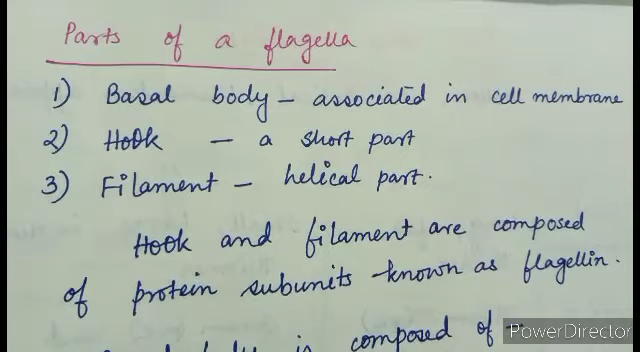 Parts of a flagella
1) Basal body - associated in cell membrane
2) Hook - a short part
3) Filament - helical part.
Hook and filament are composed
of protein subunits known as flagellin.
is composed of
PowerDirector